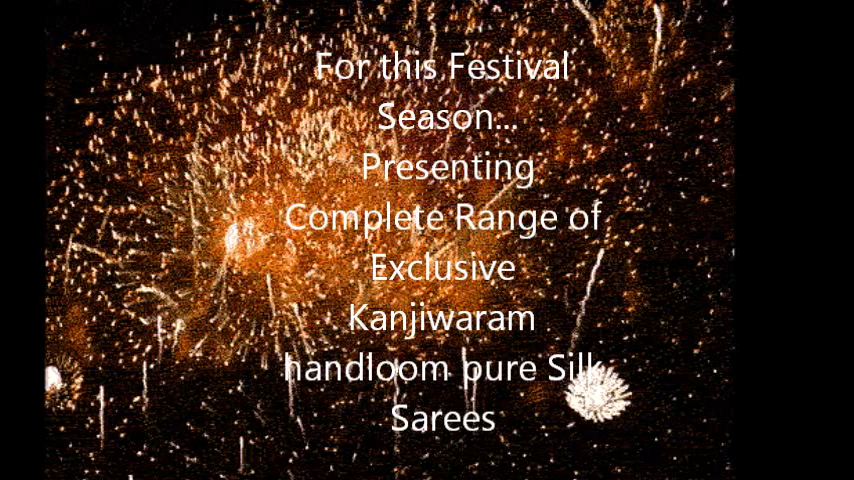 For this Festival
Season...
Presenting
Complete Range of
Exclusive
Kanjiwaram
handloom pure Silk
Sarees